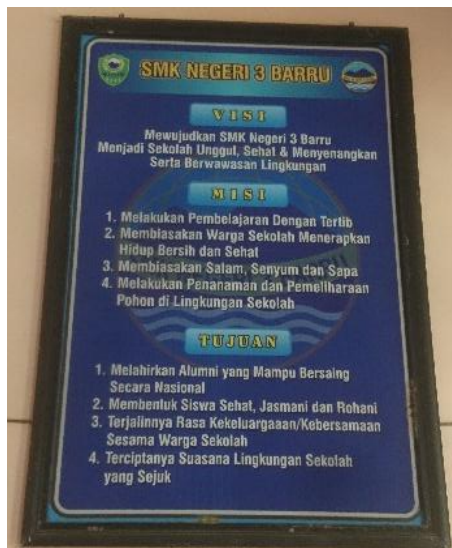 SMK NEGERI 3 BARRU
VISI
Mewujudkan SMK Negeri 3 Barru
Menjadi Sekolah Unggul, Sehat & Menyenangkan
Serta Berwawasan Lingkungan
MISI
1. Melakukan Pembelajaran Dengan Tertib
2. Membiasakan Warga Sekolah Menerapkan
Hidup Bersih dan Sehat
3. Membiasakan Salam, Senyum dan Sapa
4. Melakukan Penanaman dan Pemeliharaan
Pohon di Lingkungan Sekolah
TUJUAN
1. Melahirkan Alumni yang Mampu Bersaing
Secara Nasional
2. Membentuk Siswa Sehat, Jasmani dan Rohani
3. Terjalinnya Rasa Kekeluargaaan/Kebersamaan
Sesama Warga Sekolah
4. Terciptanya Suasana Lingkungan Sekolah
yang Sejuk